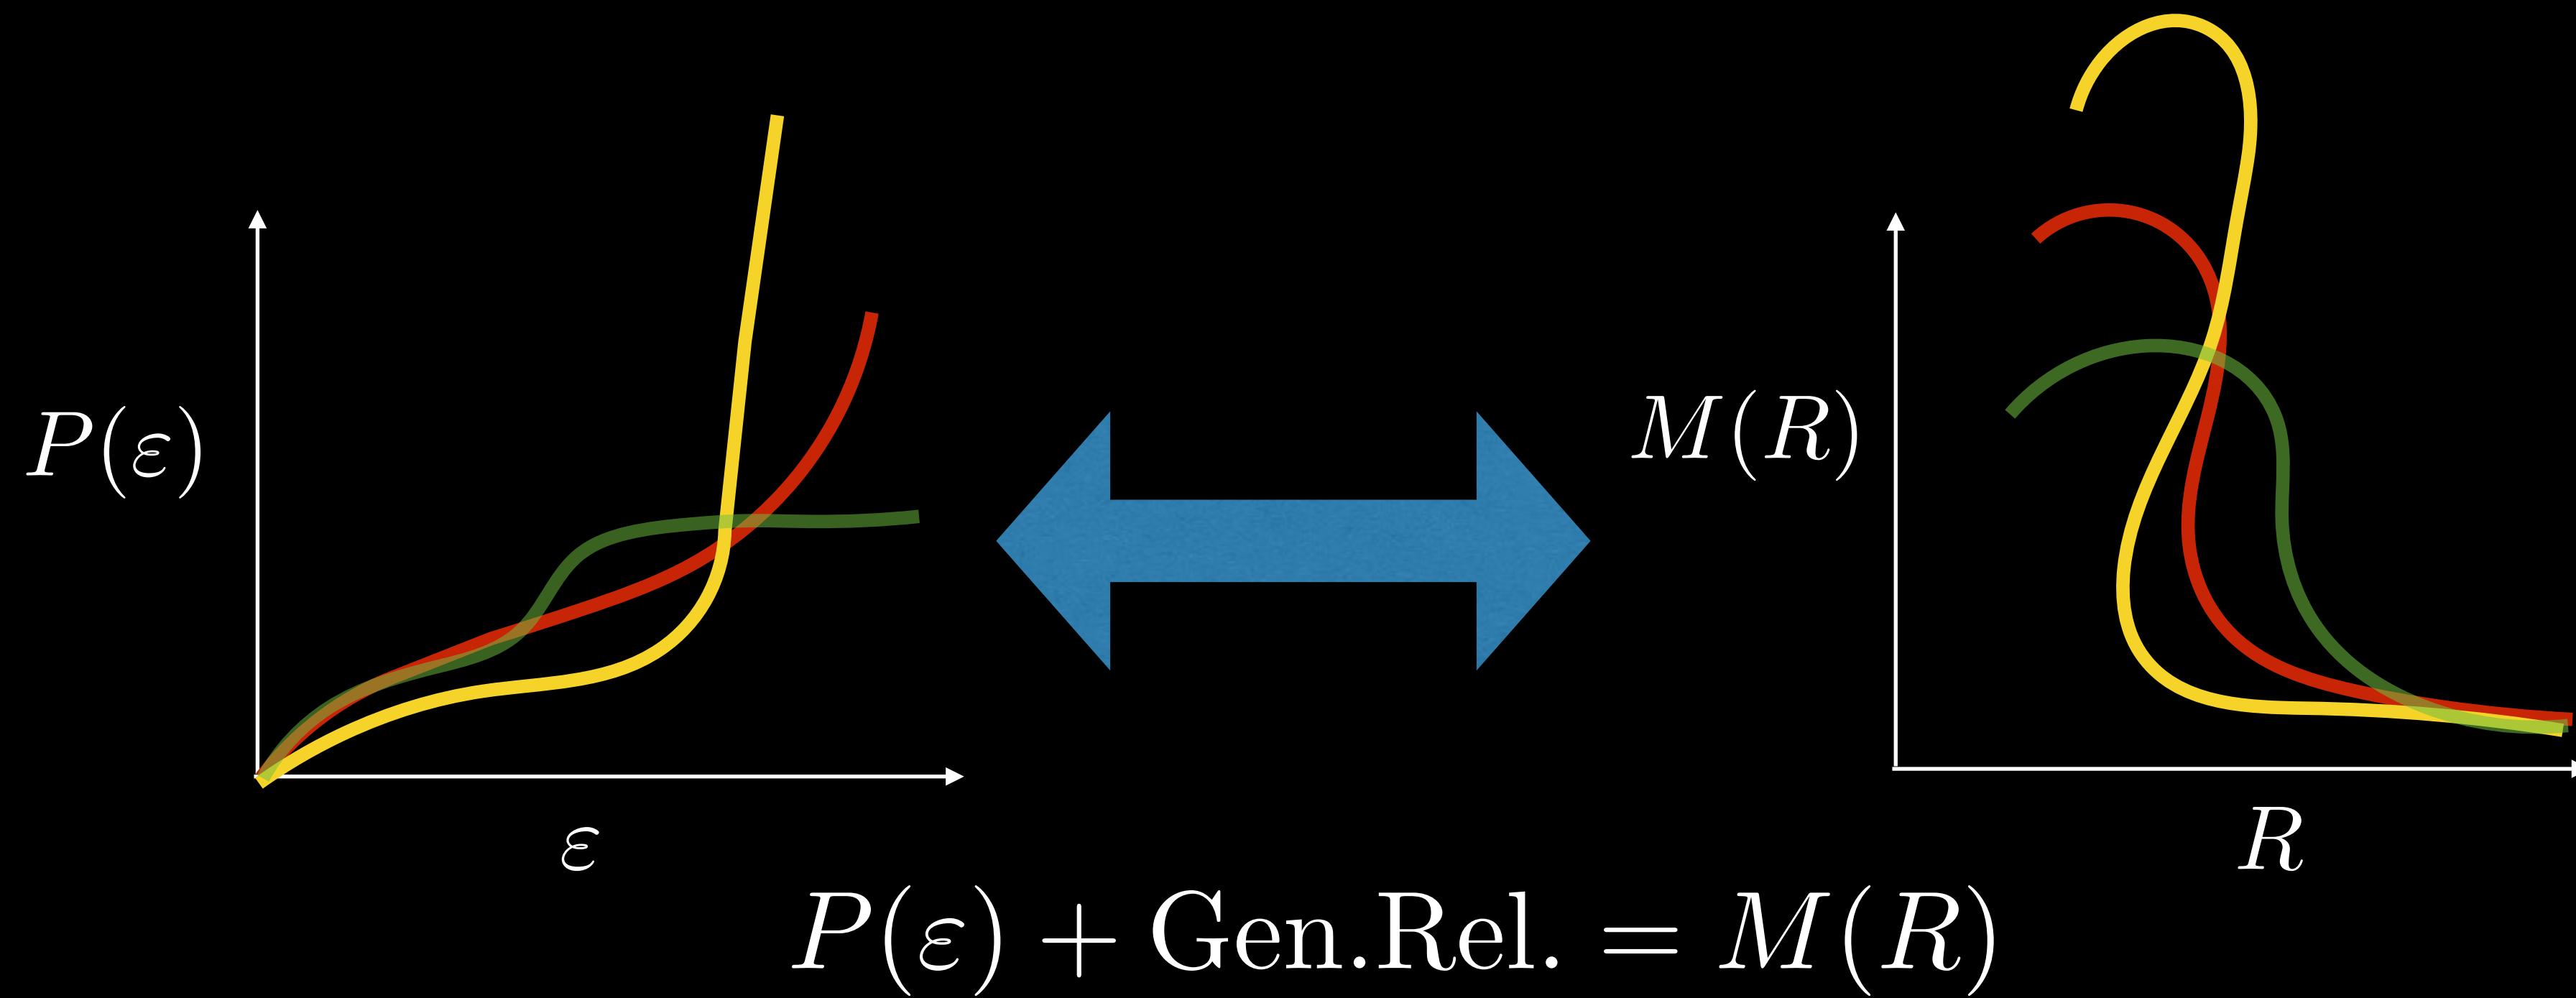 P(ε)
ε
M(R)
R
P(ε) + Gen.Rel. = M(R)